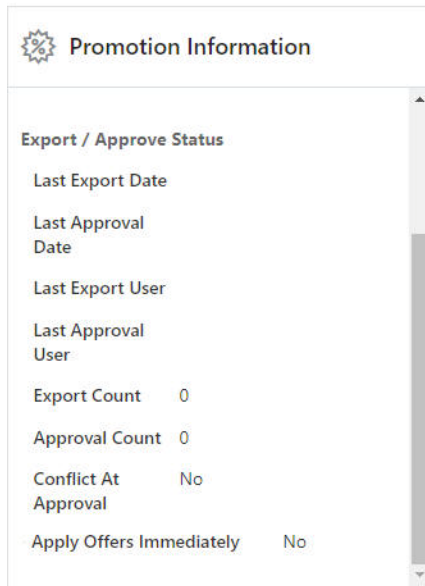 Promotion Information
Export / Approve Status
Last Export Date
Last Approval
Date
Last Export User
Last Approval
User
Export Count 0
Approval Count 0
Conflict At No
Approval
Apply Offers Immediately No